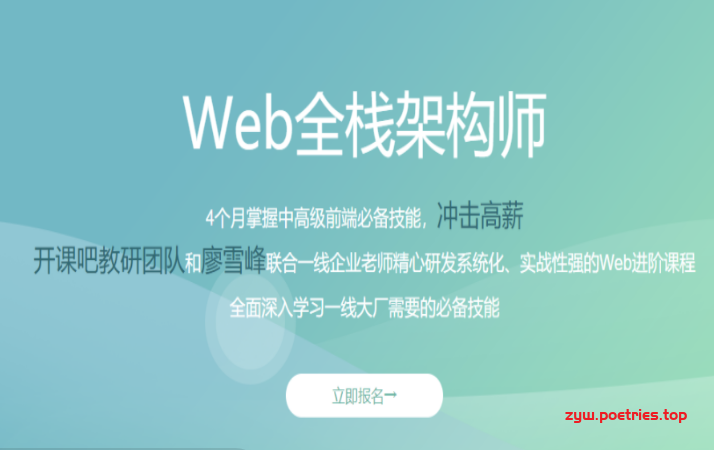 Web全栈架构师
4个月掌握中高级前端必备技能，冲击高薪
开课吧教研团队和廖雪峰联合一线企业老师精心研发系统化、实战性强的Web进阶课程
全面深入学习一线大厂需要的必备技能
立即报名→
zyw.poetries.top